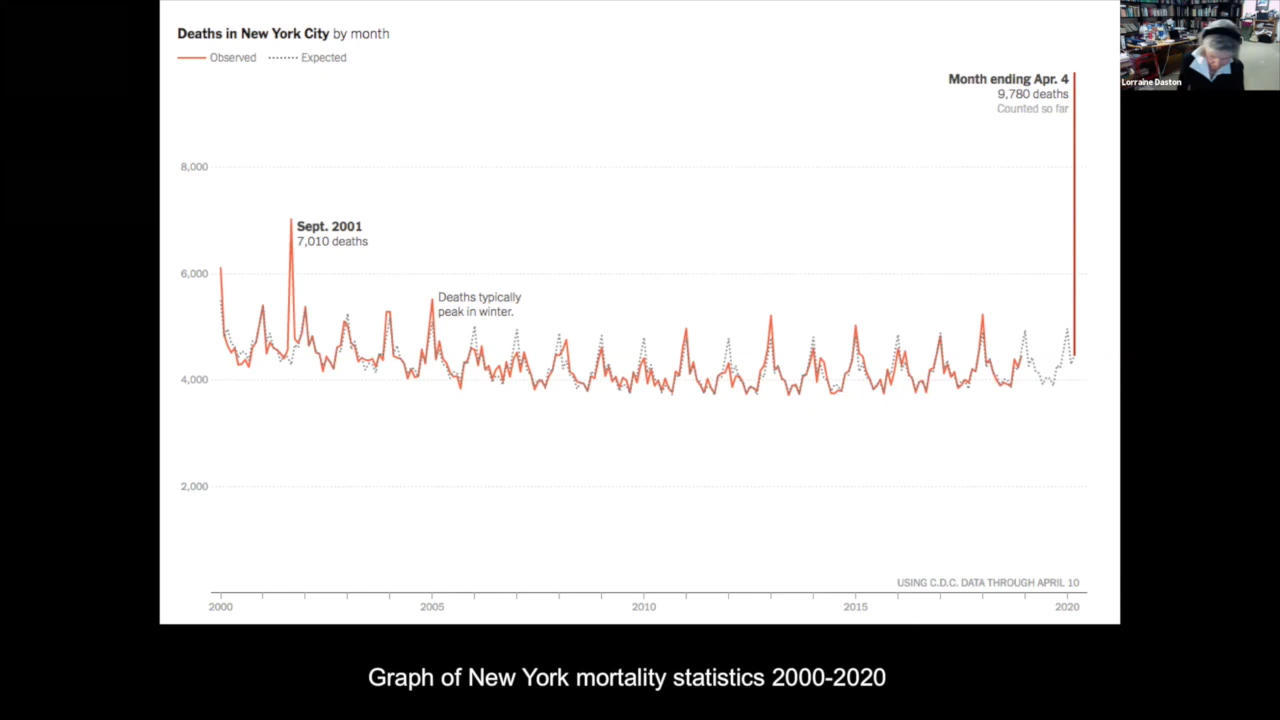 Deaths in New York City by month
Observed Expected
Lorraine Daston
Month ending Apr. 4
9,780 deaths
Counted so far
8,000
Sept. 2001
7,010 deaths
6,000
Deaths typically
peak in winter.
4,000
2,000
USING C.D.C. DATA THROUGH APRIL 10
2000 2005 2010 2015 2020
Graph of New York mortality statistics 2000-2020